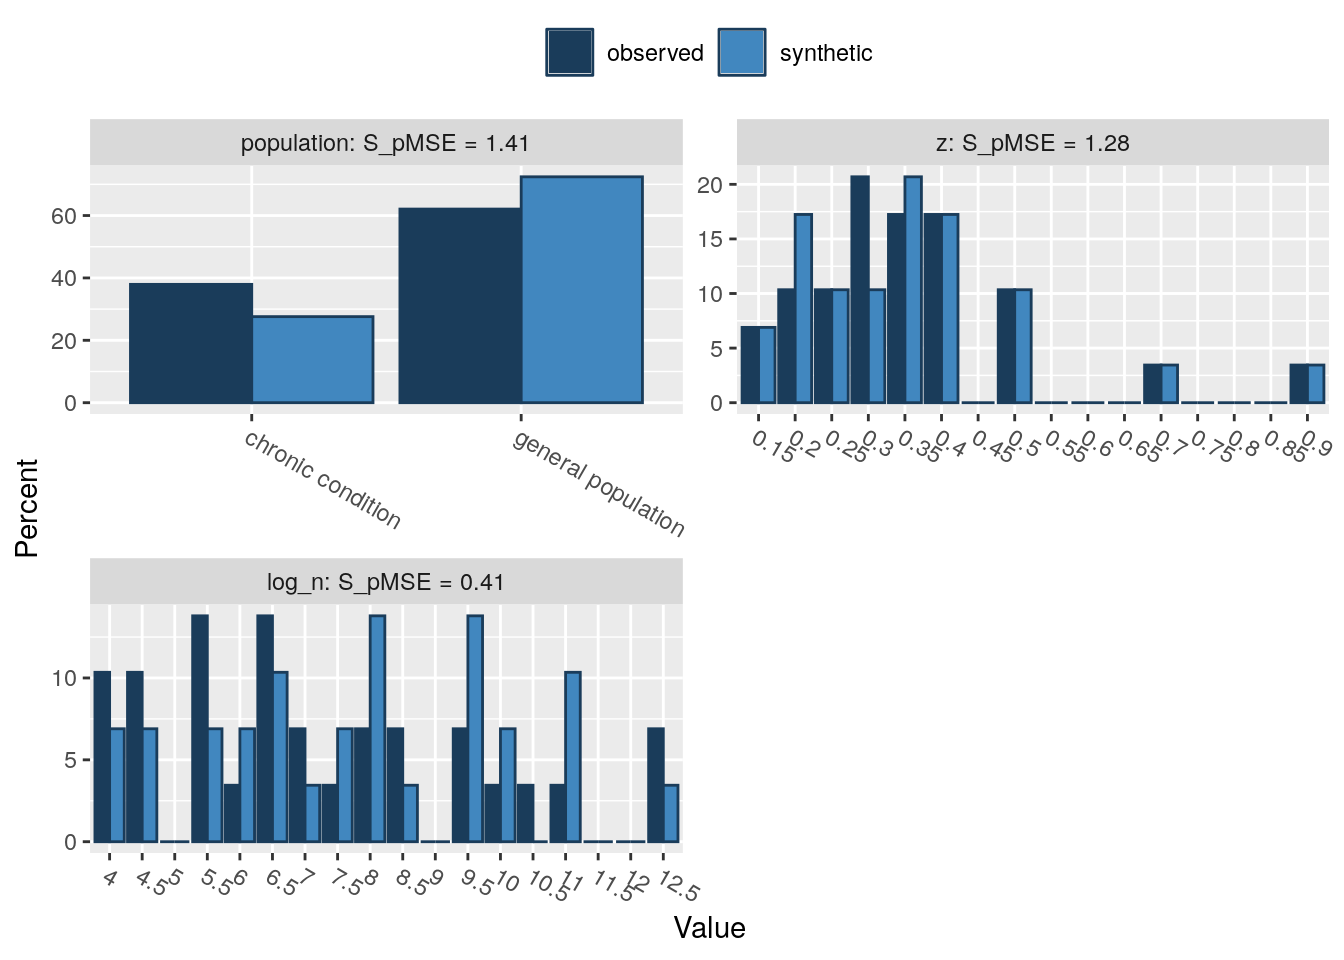 observed synthetic
population: S_pMSE = 1.41
60
40
20
0
chronic condition general population
z: S_pMSE = 1.28
20
15
10
5
0
0.15 0.2 0.25 0.3 0.35 0.4 0.45 0.5 0.55 0.6 0.65 0.7 0.75 0.8 0.85 0.9
Percent
log_n: S_pMSE = 0.41
10
5
0
4 4.5 5 5.5 6 6.5 7 7.5 8 8.5 9 9.5 10 10.5 11 11.5 12 12.5
Value